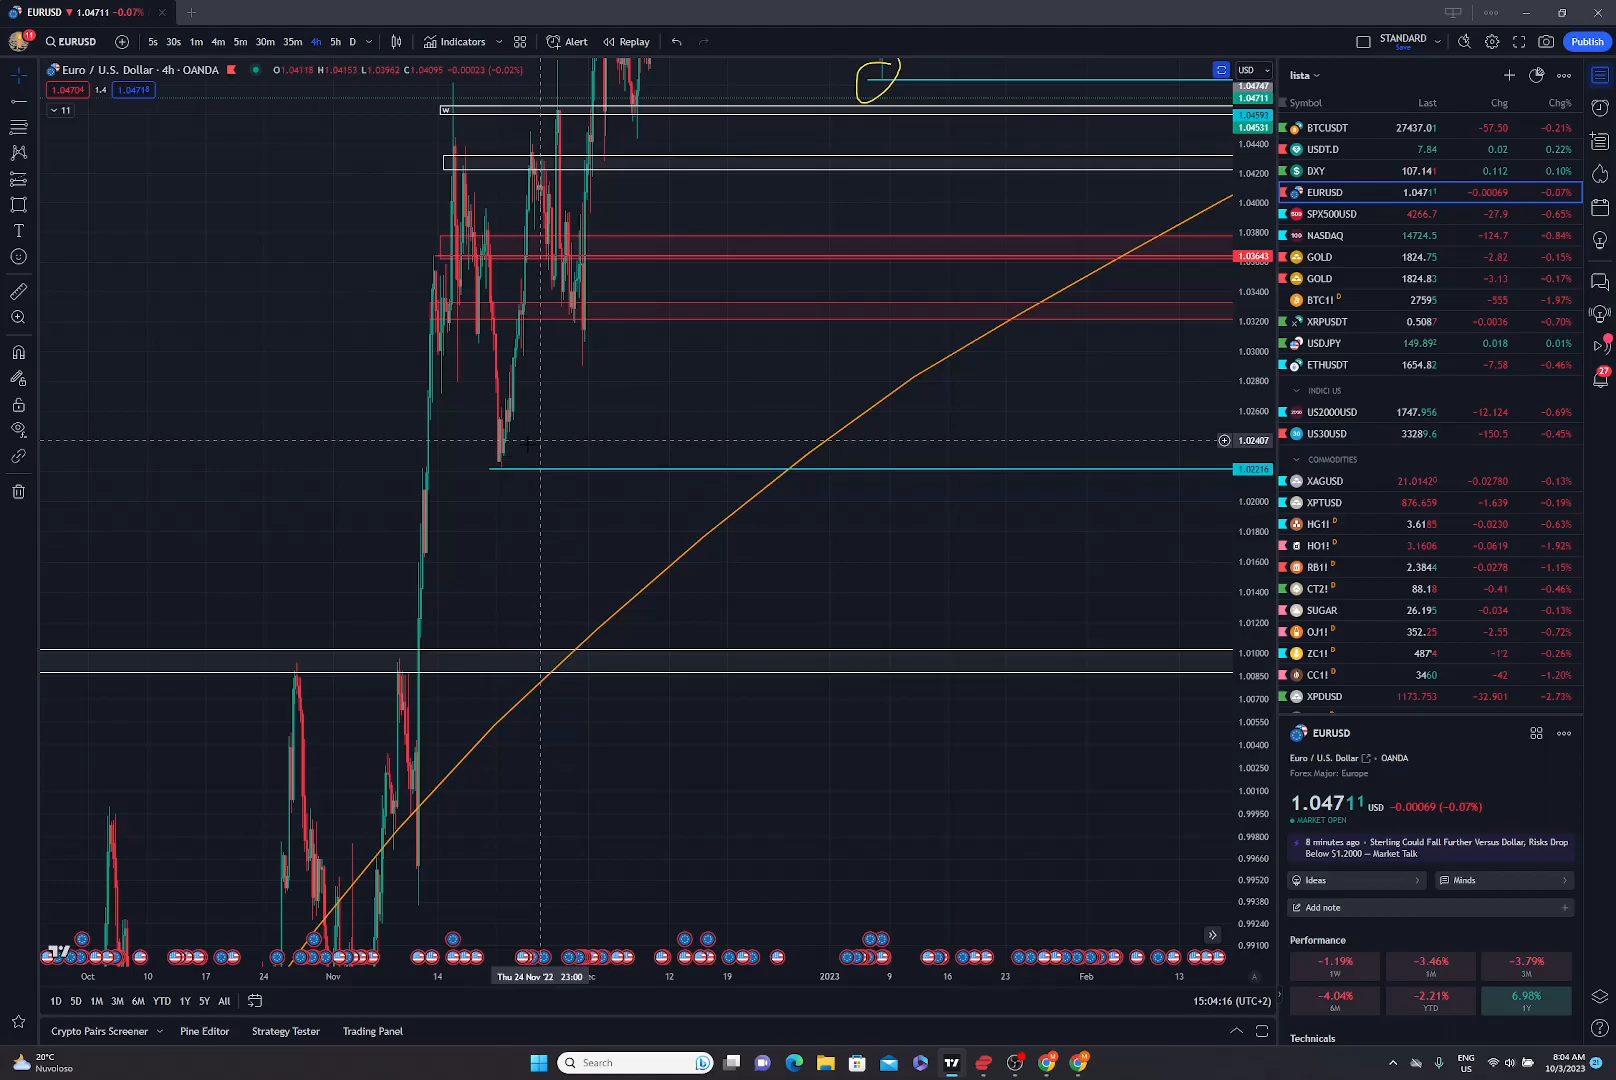 EURUSD ▼ 1.04711 −0.07%
11
EURUSD
5s 30s 1m 4m 5m 30m 35m 4h 5h D
Indicators
Alert
Replay
STANDARD
Save
Publish
Euro / U.S. Dollar · 4h · OANDA
O1.04118 H1.04153 L1.03962 C1.04095 −0.00023 (−0.02%)
1.04704 1.4 1.04718
11
W
USD
1.04747
1.04711
1.04593
1.04531
1.04400
1.04200
1.04000
1.03800
1.03643
1.03400
1.03200
1.03000
1.02800
1.02600
1.02407
1.02216
1.02000
1.01800
1.01600
1.01400
1.01200
1.01000
1.00850
1.00700
1.00550
1.00400
1.00250
1.00100
0.99950
0.99800
0.99660
0.99520
0.99380
0.99240
0.99100
Oct 10 17 24 Nov 14 Thu 24 Nov '22 23:00 ec 12 19 2023 9 16 23 Feb 13
A
1D 5D 1M 3M 6M YTD 1Y 5Y All
15:04:16 (UTC+2)
Crypto Pairs Screener Pine Editor Strategy Tester Trading Panel
lista
Symbol Last Chg Chg%
BTCUSDT 27437.01 −57.50 −0.21%
USDT.D 7.84 0.02 0.22%
DXY 107.141 0.112 0.10%
EURUSD 1.04711 −0.00069 −0.07%
SPX500USD 4266.7 −27.9 −0.65%
NASDAQ 14724.5 −124.7 −0.84%
GOLD 1824.75 −2.82 −0.15%
GOLD 1824.83 −3.13 −0.17%
BTC1! D 27595 −555 −1.97%
XRPUSDT 0.5087 −0.0036 −0.70%
USDJPY 149.892 0.018 0.01%
ETHUSDT 1654.82 −7.58 −0.46%
INDICI US
US2000USD 1747.956 −12.124 −0.69%
US30USD 33289.6 −150.5 −0.45%
COMMODITIES
XAGUSD 21.01420 −0.02780 −0.13%
XPTUSD 876.659 −1.639 −0.19%
HG1! D 3.6185 −0.0230 −0.63%
HO1! D 3.1606 −0.0619 −1.92%
RB1! D 2.3844 −0.0278 −1.15%
CT2! D 88.18 −0.41 −0.46%
SUGAR 26.195 −0.034 −0.13%
OJ1! D 352.25 −2.55 −0.72%
ZC1! D 487'4 −1'2 −0.26%
CC1! D 3460 −42 −1.20%
XPDUSD 1173.753 −32.901 −2.73%
27
EURUSD
Euro / U.S. Dollar · OANDA
Forex Major: Europe
1.04711 USD −0.00069 (−0.07%)
MARKET OPEN
8 minutes ago · Sterling Could Fall Further Versus Dollar, Risks Drop
Below $1.2000 — Market Talk
Ideas
Minds
Add note
Performance
−1.19% −3.46% −3.79%
1W 1M 3M
−4.04% −2.21% 6.98%
6M YTD 1Y
Technicals
20°C
Nuvoloso
Search
ENG
US
8:04 AM
10/3/2023